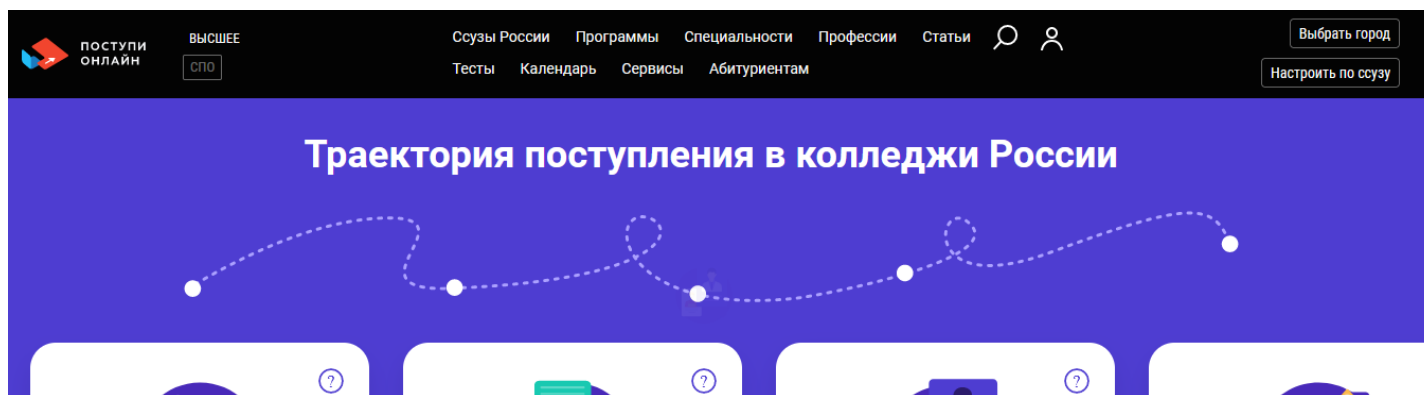 ПОСТУПИ
ОНЛАЙН
ВЫСШЕЕ
СПО
Ссузы России Программы Специальности Профессии Статьи
Тесты Календарь Сервисы Абитуриентам
Выбрать город
Настроить по ссузу
Траектория поступления в колледжи России
?
?
?